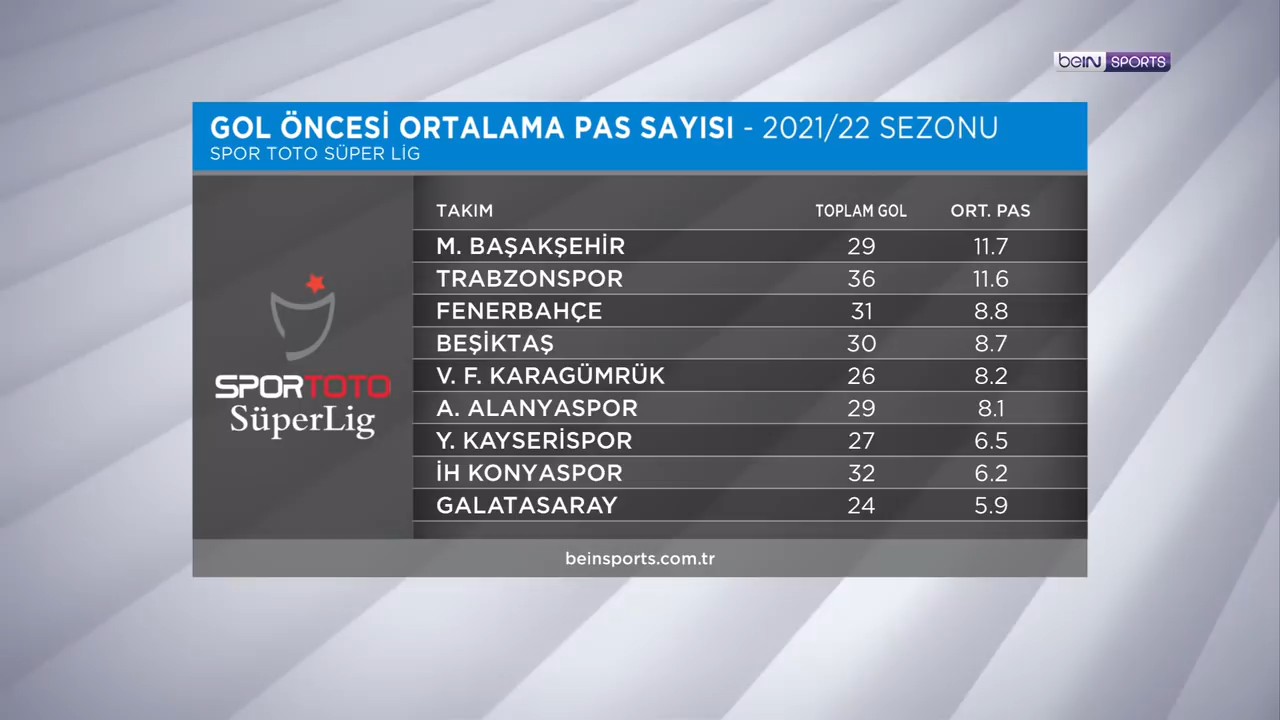 beIN SPORTS
GOL ÖNCESİ ORTALAMA PAS SAYISI - 2021/22 SEZONU
SPOR TOTO SÜPER LİG
TAKIM TOPLAM GOL ORT. PAS
M. BAŞAKŞEHİR 29 11.7
TRABZONSPOR 36 11.6
FENERBAHÇE 31 8.8
BEŞİKTAŞ 30 8.7
V. F. KARAGÜMRÜK 26 8.2
A. ALANYASPOR 29 8.1
Y. KAYSERİSPOR 27 6.5
İH KONYASPOR 32 6.2
GALATASARAY 24 5.9
SPORTOTO
SüperLig
beinsports.com.tr